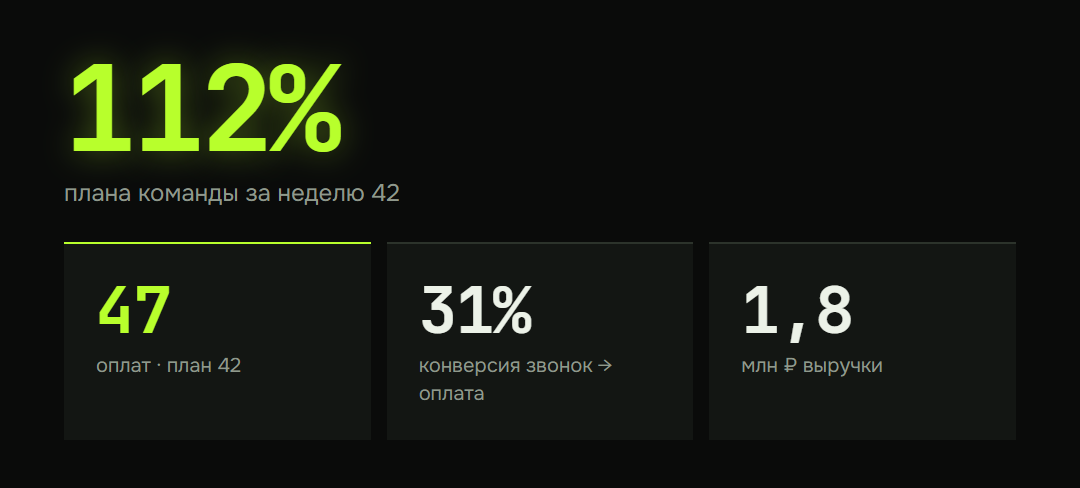 112%
плана команды за неделю 42
47
оплат · план 42
31%
конверсия звонок →
оплата
1,8
млн ₽ выручки